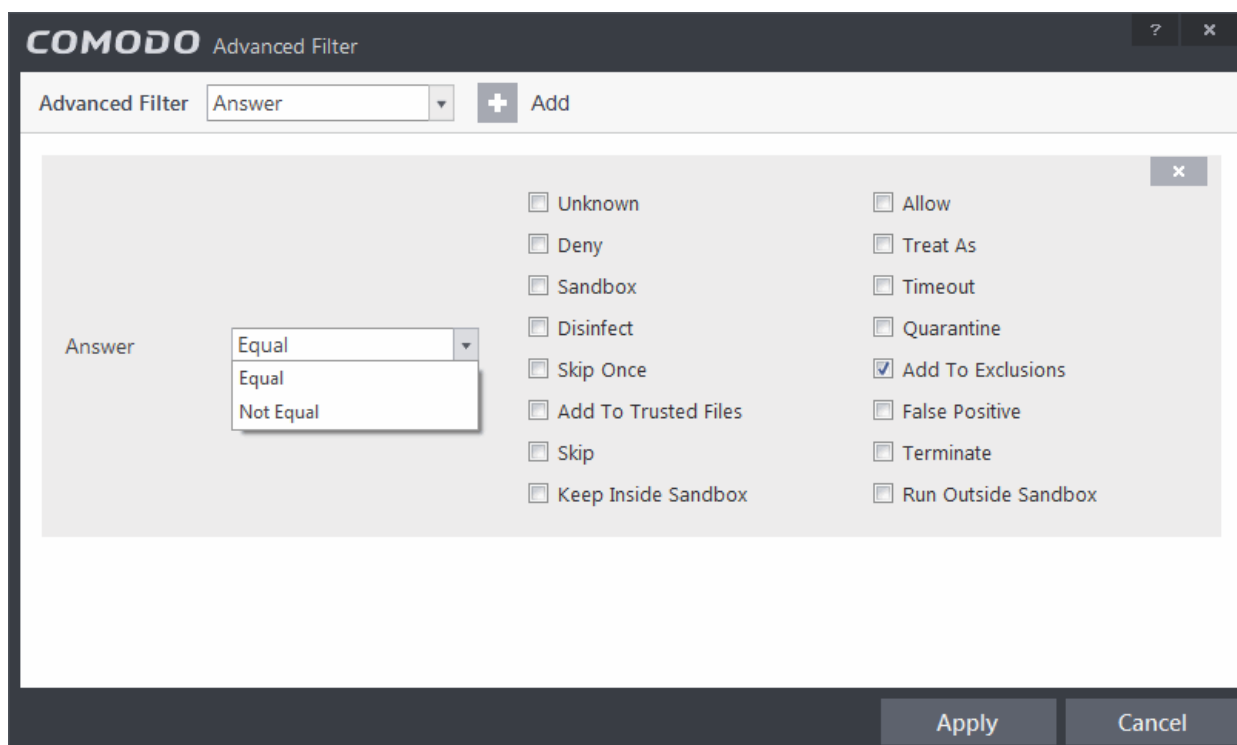 COMODO Advanced Filter ? ×
Advanced Filter Answer + Add
×
Unknown Allow
Deny Treat As
Sandbox Timeout
Disinfect Quarantine
Answer Equal
Equal
Not Equal
Skip Once Add To Exclusions
Add To Trusted Files False Positive
Skip Terminate
Keep Inside Sandbox Run Outside Sandbox
Apply Cancel